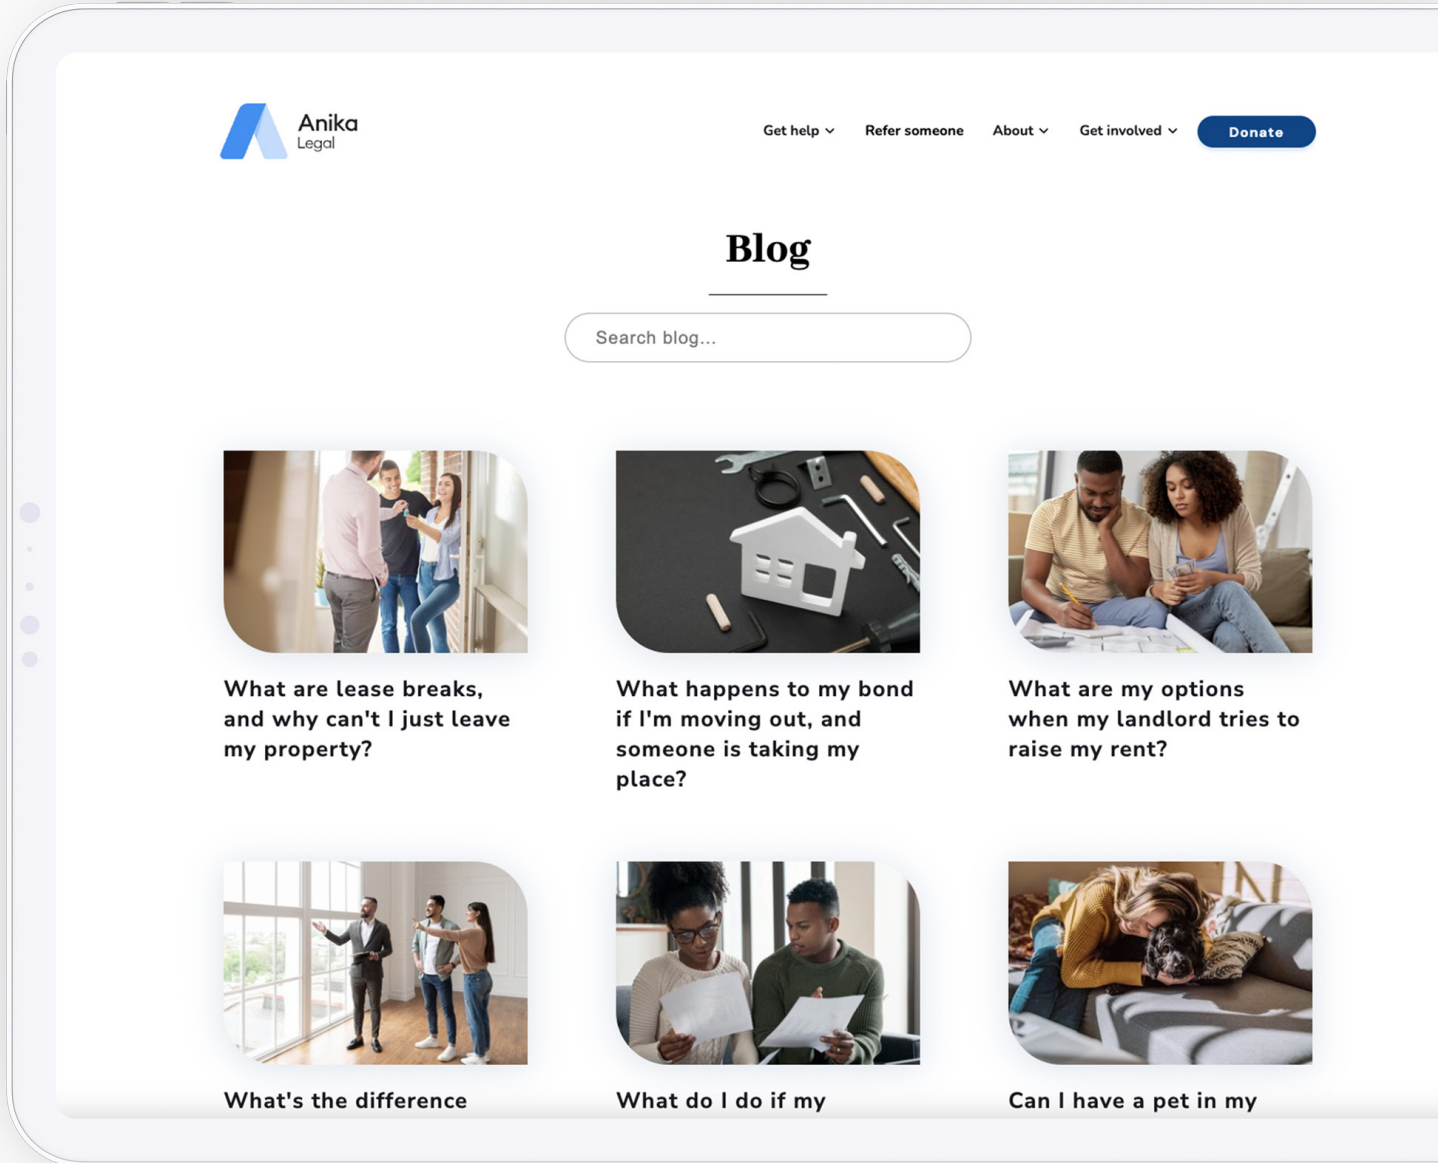 Anika
Legal
Get help
Refer someone
About
Get involved
Donate
Blog
Search blog...
What are lease breaks,
and why can't I just leave
my property?
What happens to my bond
if I'm moving out, and
someone is taking my
place?
What are my options
when my landlord tries to
raise my rent?
What's the difference
What do I do if my
Can I have a pet in my